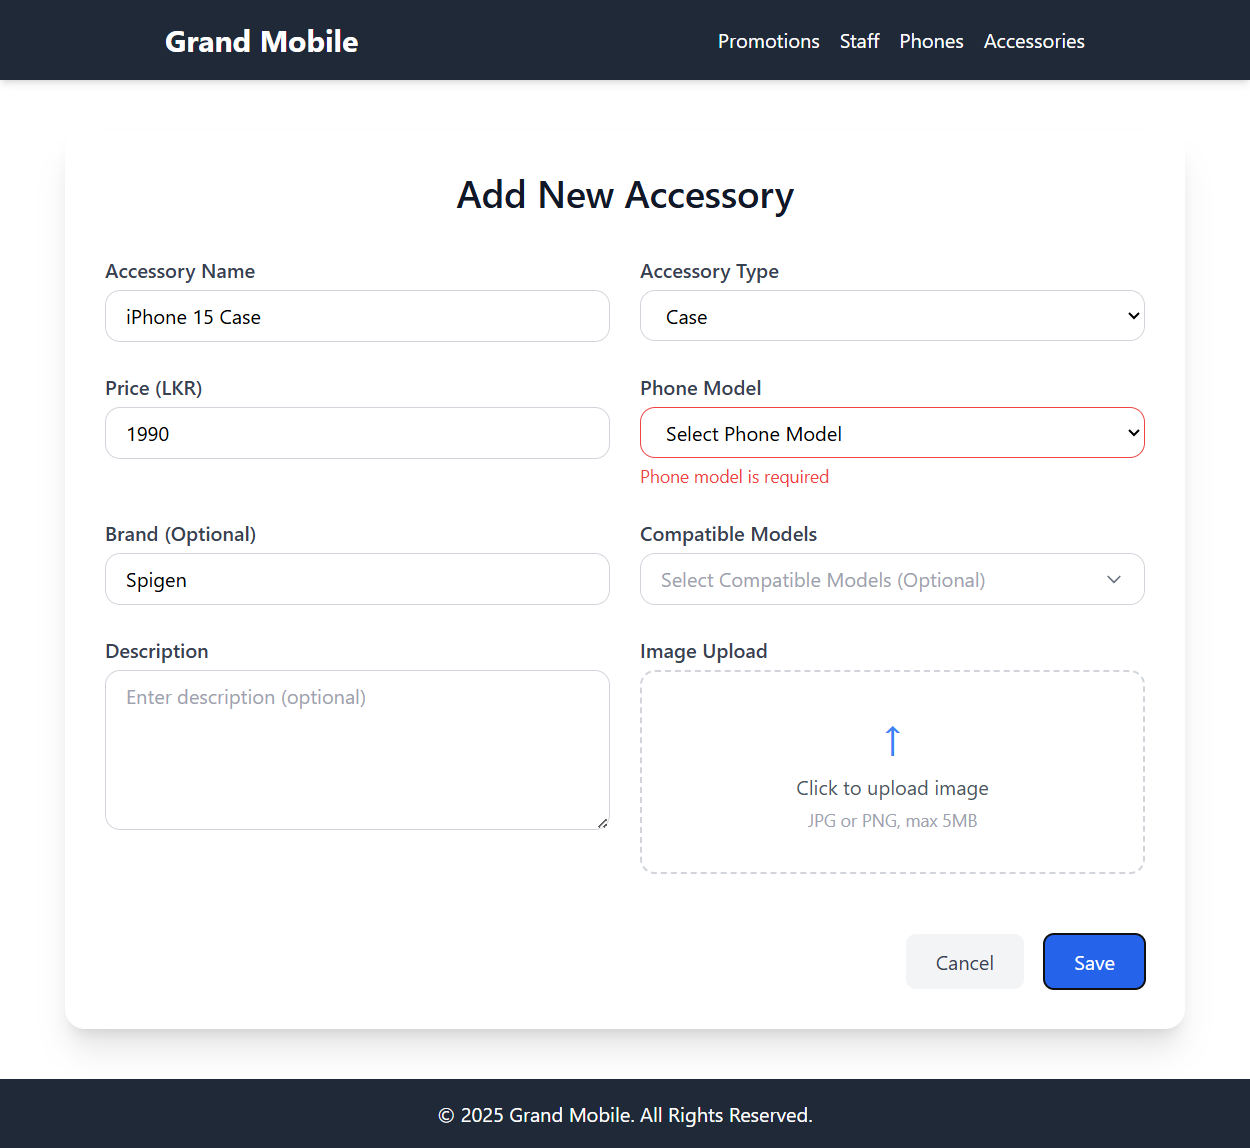 Grand Mobile
Promotions Staff Phones Accessories
Add New Accessory
Accessory Name
iPhone 15 Case
Accessory Type
Case
Price (LKR)
1990
Phone Model
Select Phone Model
Phone model is required
Brand (Optional)
Spigen
Compatible Models
Select Compatible Models (Optional)
Description
Enter description (optional)
Image Upload
↑
Click to upload image
JPG or PNG, max 5MB
Cancel
Save
© 2025 Grand Mobile. All Rights Reserved.